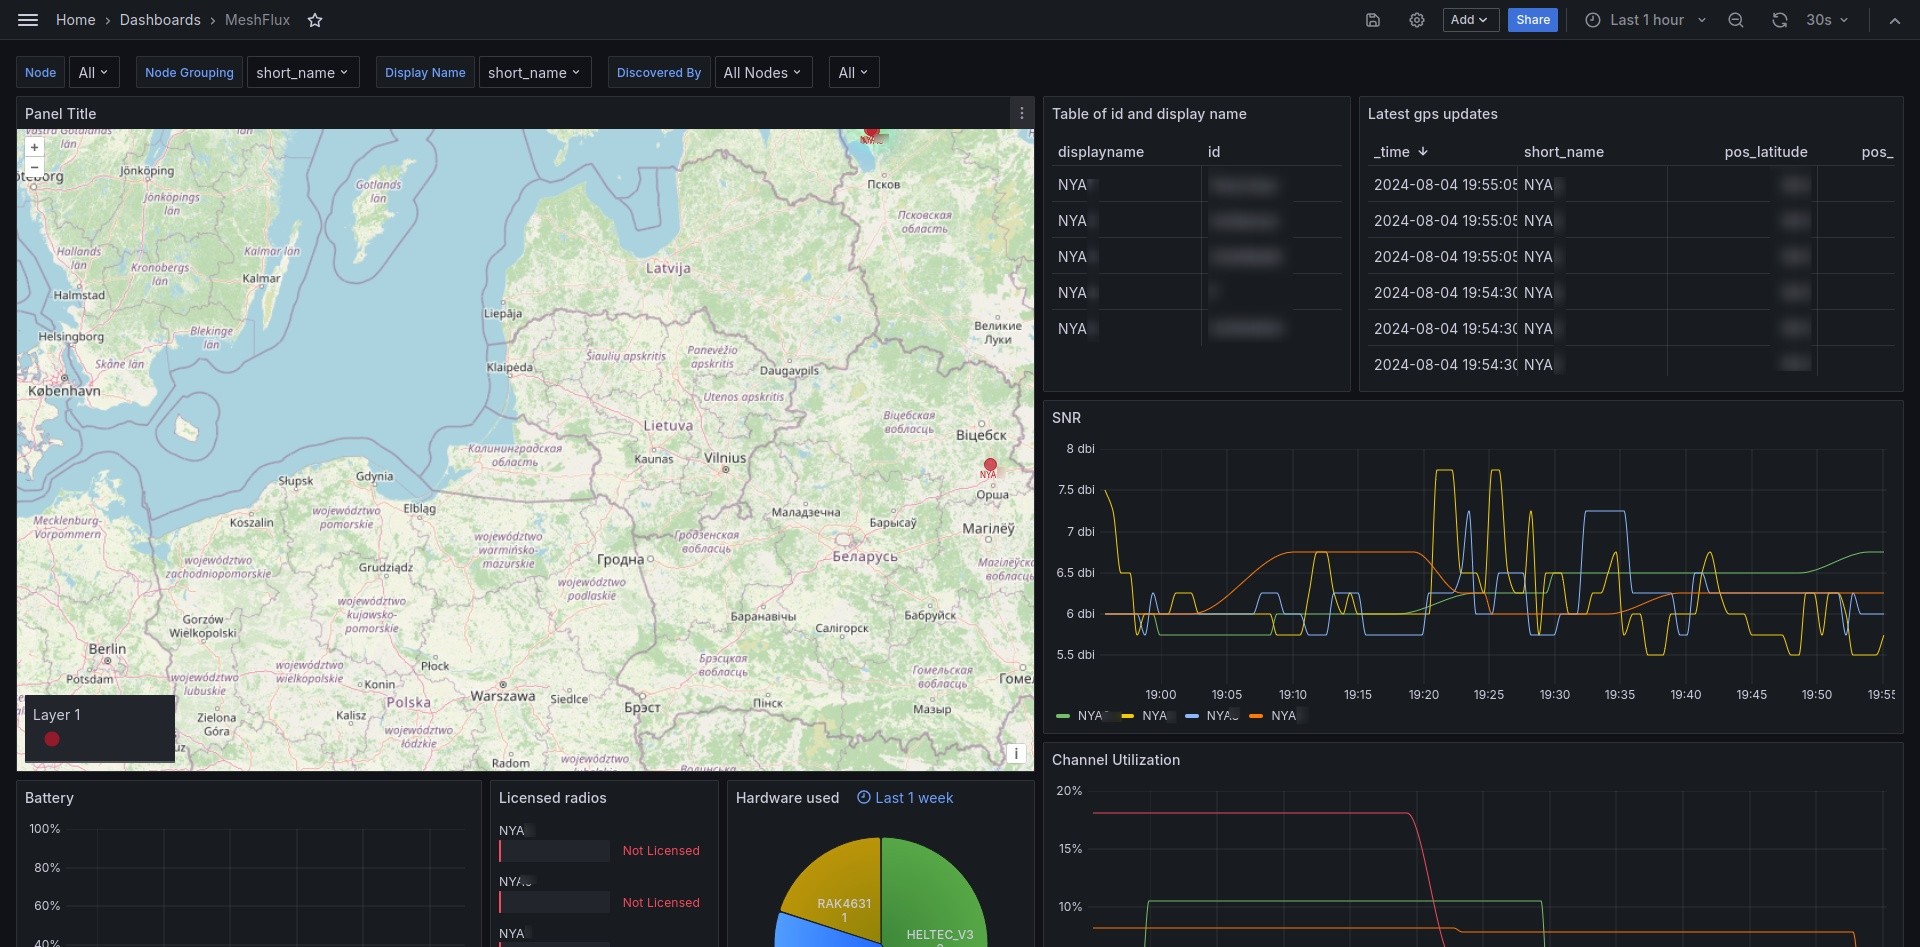 Home › Dashboards › MeshFlux
Add
Share
Last 1 hour
30s
Node All
Node Grouping short_name
Display Name short_name
Discovered By All Nodes
All
Panel Title
+
−
län
län
Jönköping
Jönköpings
län
Gotlands
län
Hallands
län
Kronobergs
län
Kalmar län
Kalmar
Halmstad
Blekinge
län
Helsingborg
Skåne län
København
Псков
Псковская
область
Latvija
Liepāja
Великие
Луки
Šiaulių apskritis
Panevėžio
apskritis
Klaipėda
Daugavpils
Utenos apskritis
Віцебская
вобласць
Lietuva
Віцебск
Калининградская
область
Kaunas
Vilnius
NYA
Орша
Gdynia
Słupsk
Elbląg
Koszalin
województwo
pomorskie
Mecklenburg-
Vorpommern
Маладзечна
Барысаў
Магілёў
Гродзенская
вобласць
województwo
warmińsko-
mazurskie
Гродна
Беларусь
województwo
zachodniopomorskie
Grudziądz
województwo
podlaskie
województwo
kujawsko-
pomorskie
Gorzów
Wielkopolski
Баранавічы
Бабруйск
Салігорск
Berlin
Potsdam
Płock
Брэсцкая
вобласць
Гомельская
вобласць
województwo
lubuskie
województwo
wielkopolskie
Konin
województwo
mazowieckie
Warszawa
Siedlce
Polska
Брэст
Пінск
Мазыр
Zielona
Góra
Kalisz
województwo
łódzkie
Radom
województwo
Layer 1
i
Table of id and display name
displayname id
NYA
NYA
NYA
NYA
NYA
Latest gps updates
_time short_name pos_latitude pos_
2024-08-04 19:55:05 NYA
2024-08-04 19:55:05 NYA
2024-08-04 19:55:05 NYA
2024-08-04 19:54:30 NYA
2024-08-04 19:54:30 NYA
2024-08-04 19:54:30 NYA
SNR
8 dbi
7.5 dbi
7 dbi
6.5 dbi
6 dbi
5.5 dbi
19:00 19:05 19:10 19:15 19:20 19:25 19:30 19:35 19:40 19:45 19:50 19:55
NYA NYA NYA NYA
Channel Utilization
20%
15%
10%
Battery
100%
80%
60%
40%
Licensed radios
NYA
Not Licensed
NYA
Not Licensed
NYA
Hardware used Last 1 week
RAK4631
1
HELTEC_V3